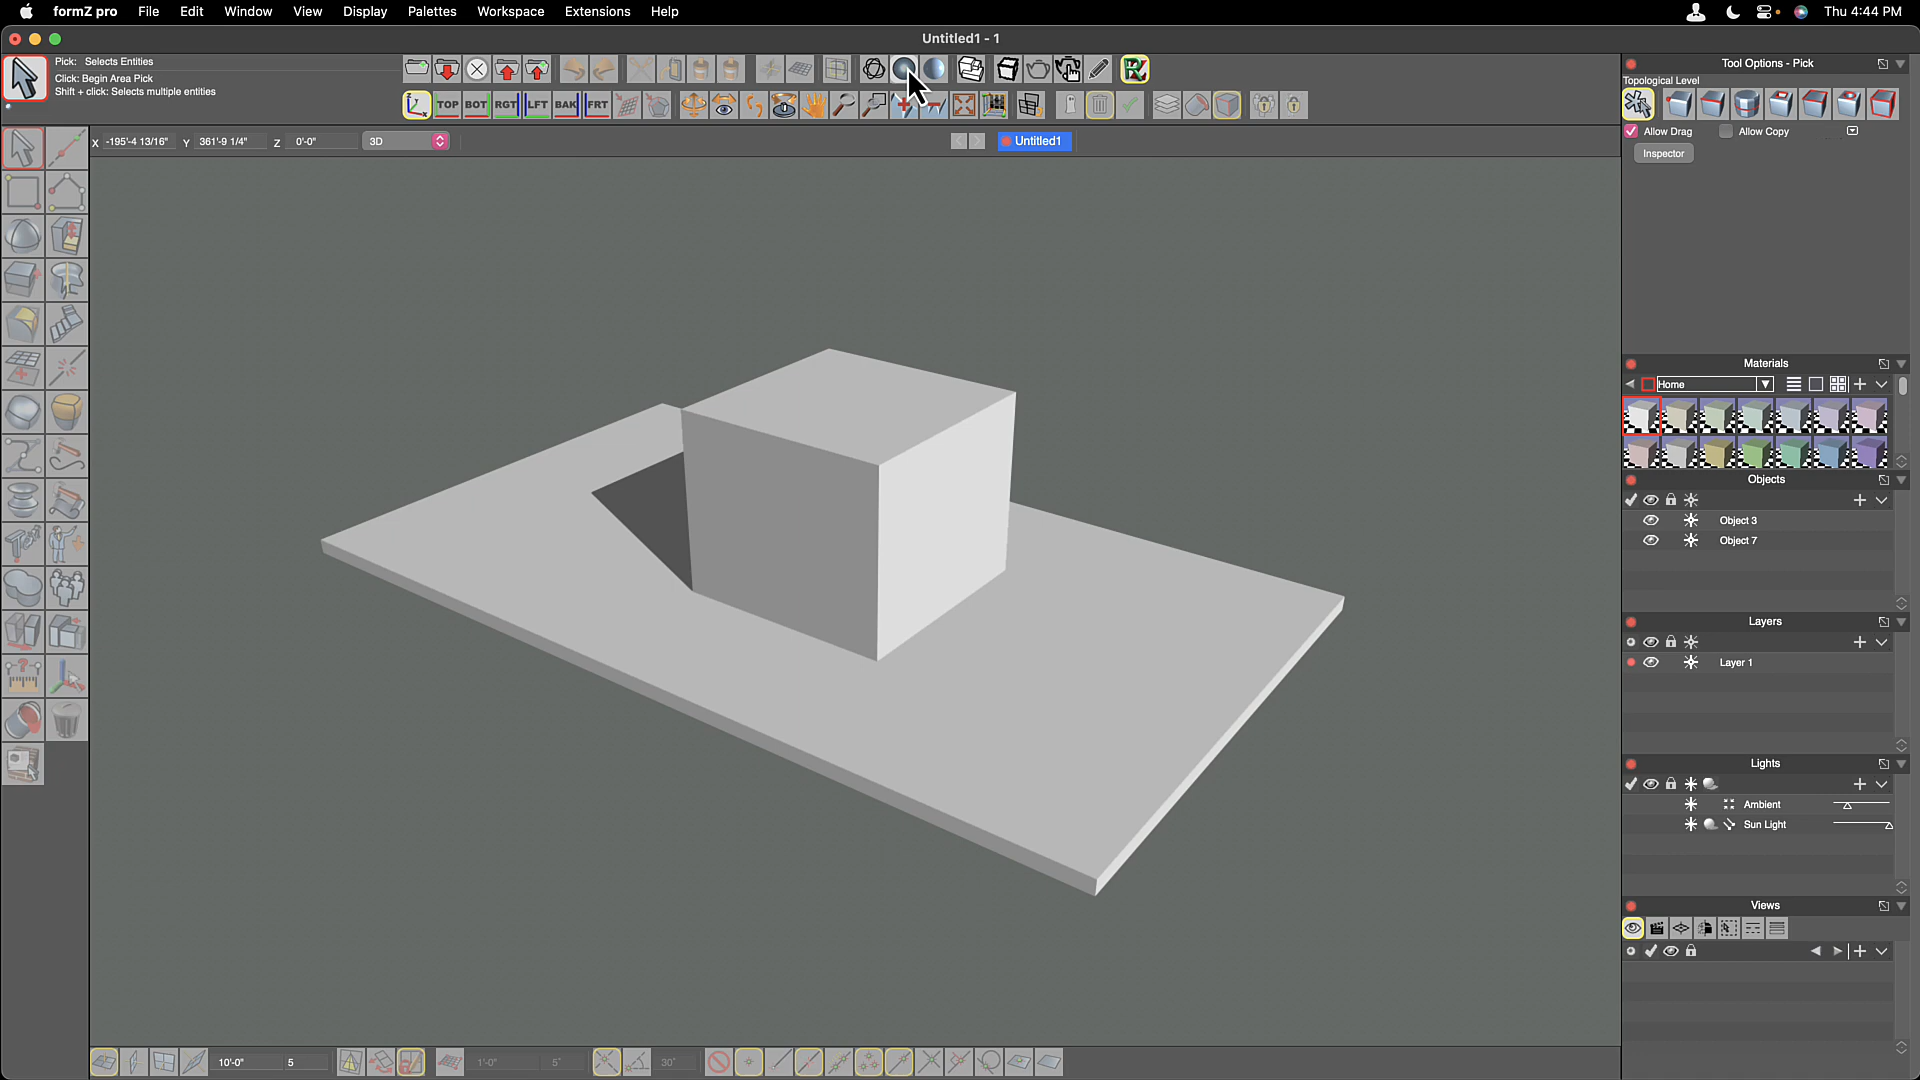 formZ pro File Edit Window View Display Palettes Workspace Extensions Help Thu 4:44 PM
Untitled1 - 1
Pick: Selects Entities
Click: Begin Area Pick
Shift + click: Selects multiple entities
TOP BOT RGT LFT BAK FRT
X -195'-4 13/16" Y 361'-9 1/4" Z 0'-0" 3D Untitled1
Tool Options - Pick
Topological Level
Allow Drag Allow Copy
Inspector
Materials
Home
Objects
Object 3
Object 7
Layers
Layer 1
Lights
Ambient
Sun Light
Views
10'-0" 5 1'-0" 5° 30°